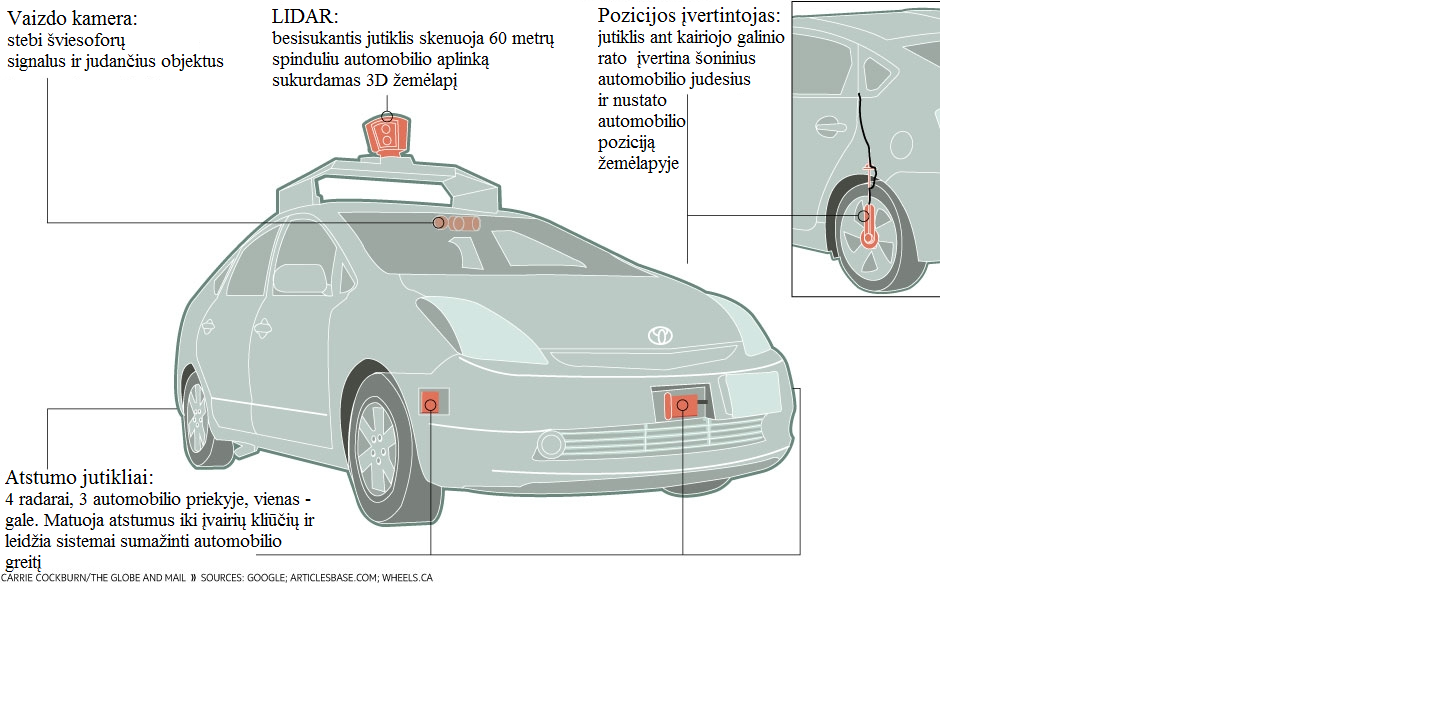 Vaizdo kamera:
stebi šviesoforų
signalus ir judančius objektus
LIDAR:
besisukantis jutiklis skenuoja 60 metrų
spinduliu automobilio aplinką
sukurdamas 3D žemėlapį
Pozicijos įvertintojas:
jutiklis ant kairiojo galinio
rato įvertina šoninius
automobilio judesius
ir nustato
automobilio
poziciją
žemėlapyje
Atstumo jutikliai:
4 radarai, 3 automobilio priekyje, vienas -
gale. Matuoja atstumus iki įvairių kliūčių ir
leidžia sistemai sumažinti automobilio
greitį
CARRIE COCKBURN/THE GLOBE AND MAIL » SOURCES: GOOGLE; ARTICLESBASE.COM; WHEELS.CA